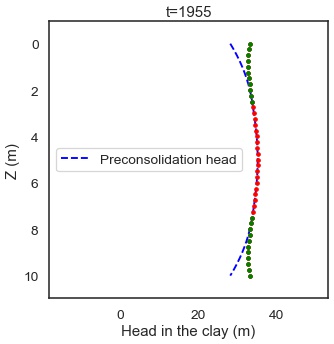 t=1955
0
2
4
6
8
10
Z (m)
Preconsolidation head
0
20
40
Head in the clay (m)